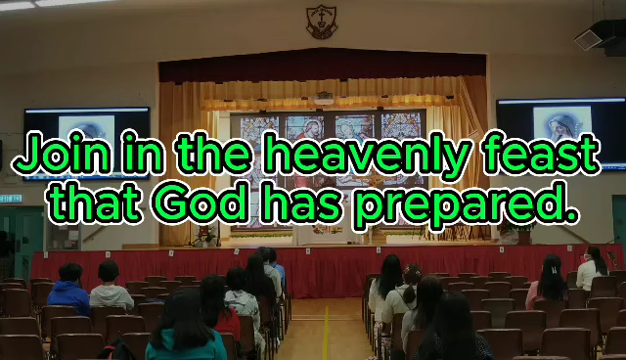 Join in the heavenly feast
that God has prepared.